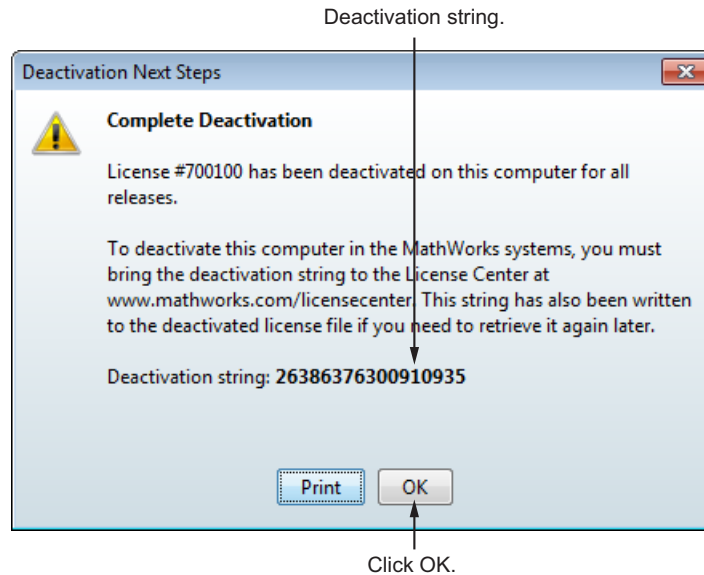 Deactivation string.
Deactivation Next Steps
Complete Deactivation
License #700100 has been deactivated on this computer for all
releases.
To deactivate this computer in the MathWorks systems, you must
bring the deactivation string to the License Center at
www.mathworks.com/licensecenter. This string has also been written
to the deactivated license file if you need to retrieve it again later.
Deactivation string: 26386376300910935
Print OK
Click OK.